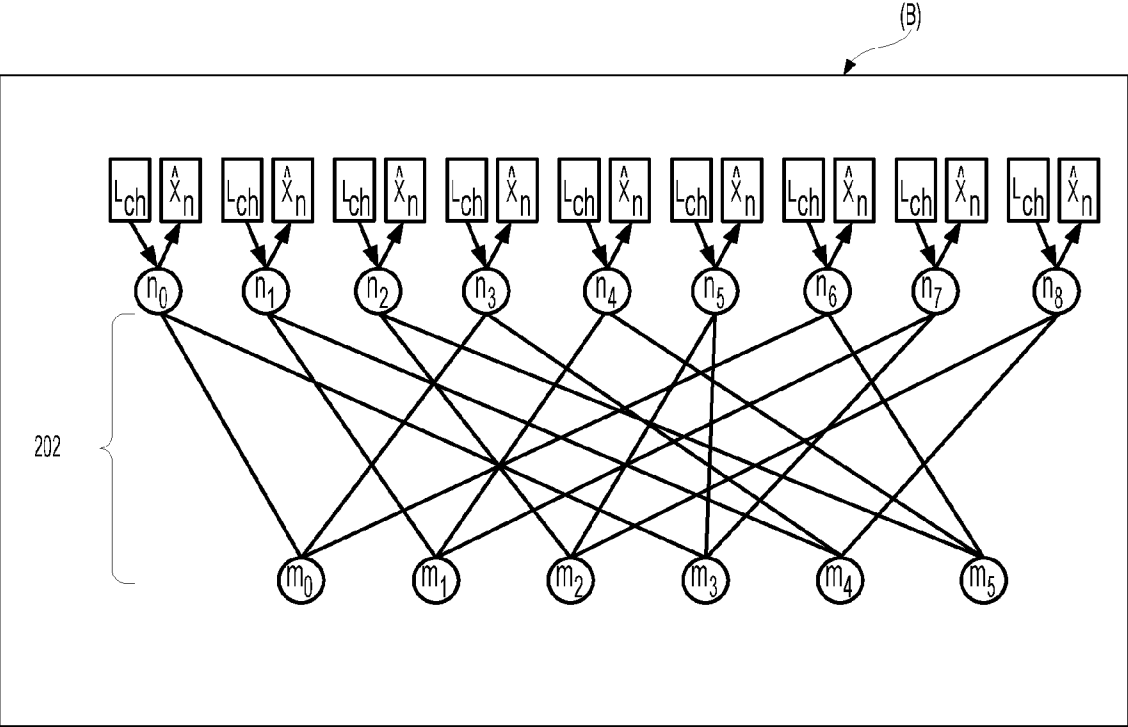 (B)
L_ch X̂_n L_ch X̂_n L_ch X̂_n L_ch X̂_n L_ch X̂_n L_ch X̂_n L_ch X̂_n L_ch X̂_n L_ch X̂_n
n_0 n_1 n_2 n_3 n_4 n_5 n_6 n_7 n_8
202
m_0 m_1 m_2 m_3 m_4 m_5